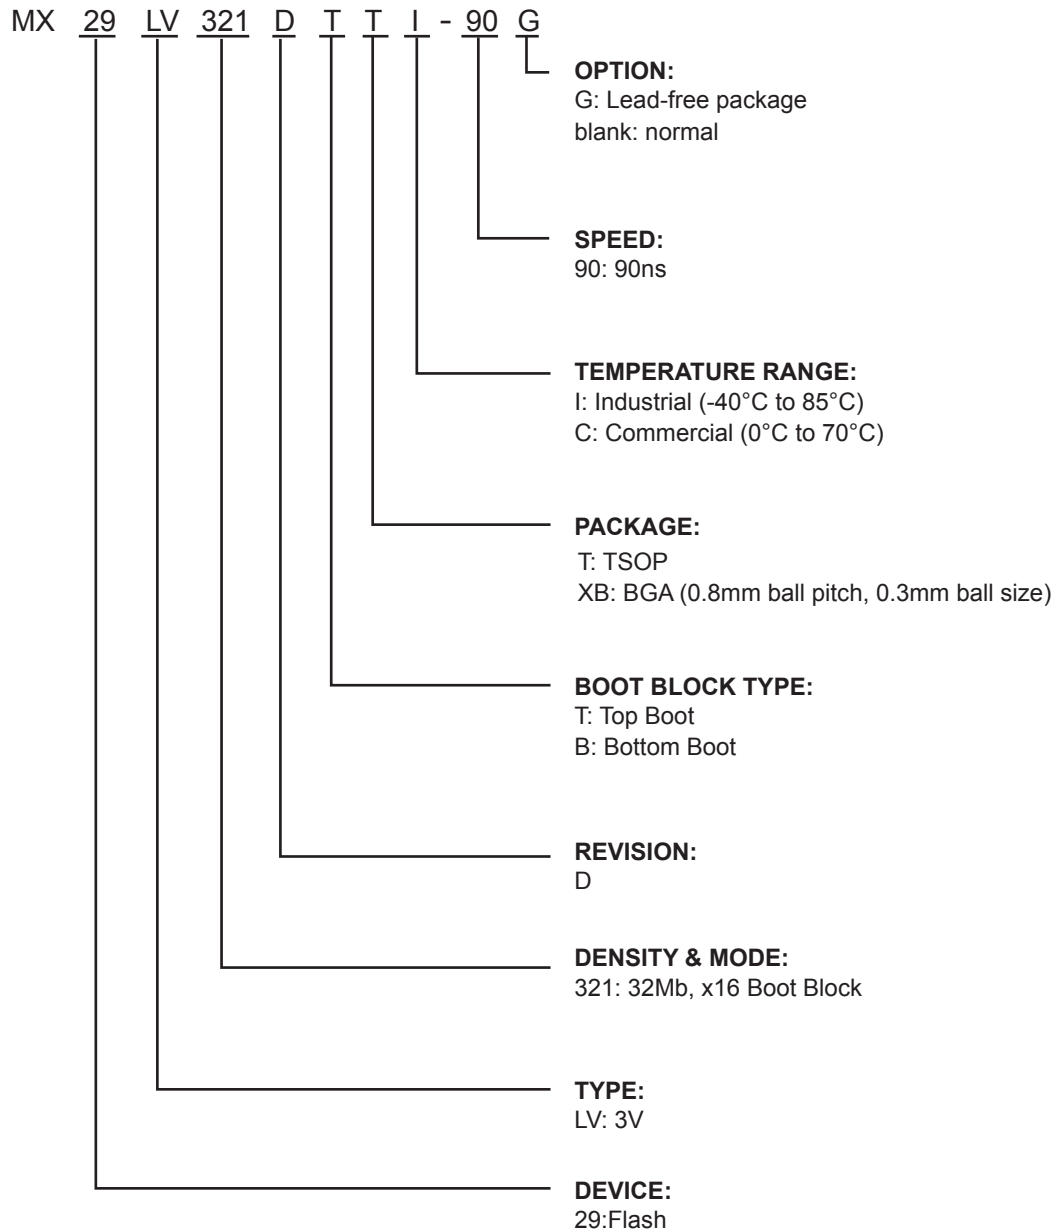 MX 29 LV 321 D T T I - 90 G
OPTION:
G: Lead-free package
blank: normal
SPEED:
90: 90ns
TEMPERATURE RANGE:
I: Industrial (-40°C to 85°C)
C: Commercial (0°C to 70°C)
PACKAGE:
T: TSOP
XB: BGA (0.8mm ball pitch, 0.3mm ball size)
BOOT BLOCK TYPE:
T: Top Boot
B: Bottom Boot
REVISION:
D
DENSITY & MODE:
321: 32Mb, x16 Boot Block
TYPE:
LV: 3V
DEVICE:
29:Flash